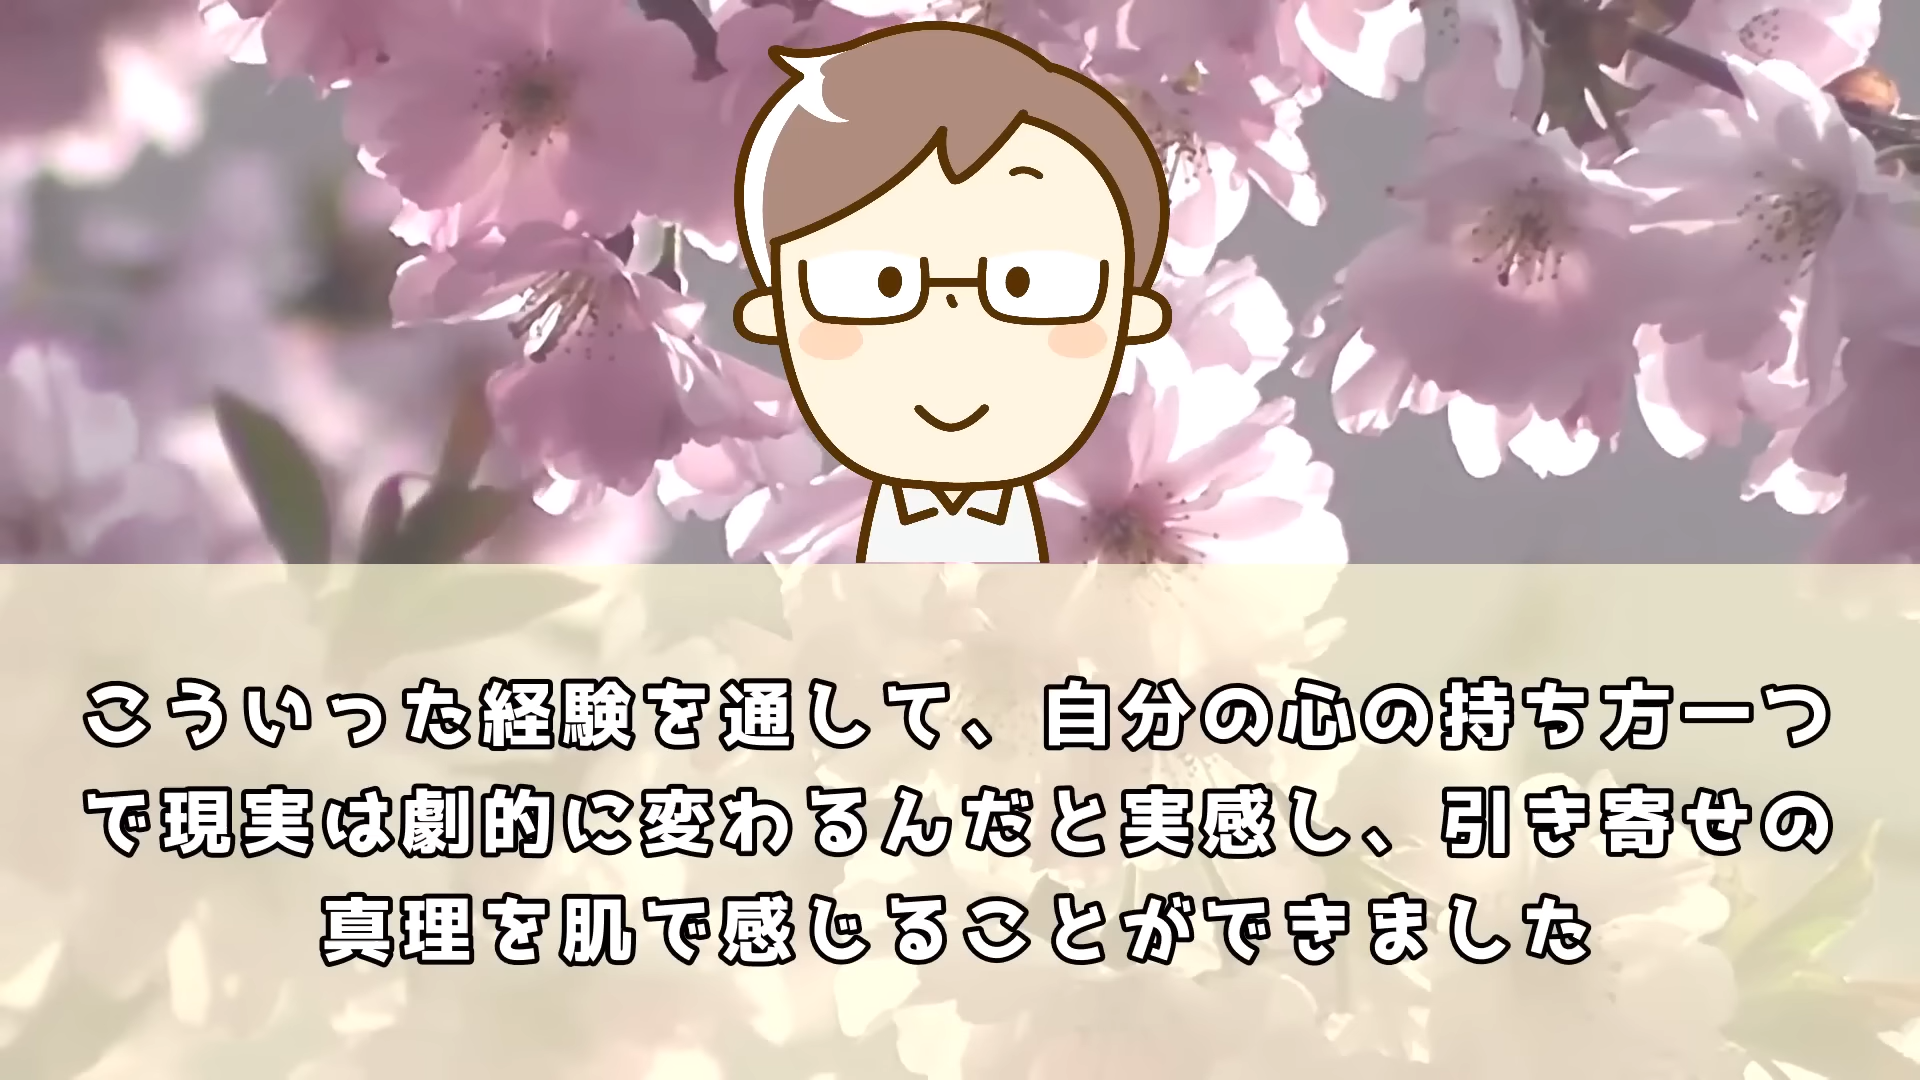 こういった経験を通して、自分の心の持ち方一つ
で現実は劇的に変わるんだと実感し、引き寄せの
真理を肌で感じることができました